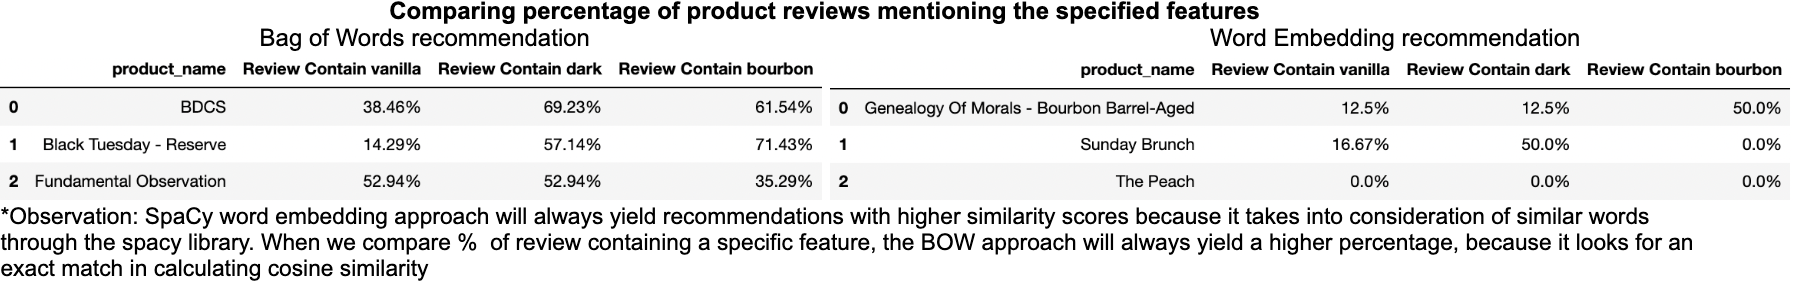 Comparing percentage of product reviews mentioning the specified features
Bag of Words recommendation
product_name Review Contain vanilla Review Contain dark Review Contain bourbon
0 BDCS 38.46% 69.23% 61.54%
1 Black Tuesday - Reserve 14.29% 57.14% 71.43%
2 Fundamental Observation 52.94% 52.94% 35.29%
Word Embedding recommendation
product_name Review Contain vanilla Review Contain dark Review Contain bourbon
0 Genealogy Of Morals - Bourbon Barrel-Aged 12.5% 12.5% 50.0%
1 Sunday Brunch 16.67% 50.0% 0.0%
2 The Peach 0.0% 0.0% 0.0%
*Observation: SpaCy word embedding approach will always yield recommendations with higher similarity scores because it takes into consideration of similar words
through the spacy library. When we compare % of review containing a specific feature, the BOW approach will always yield a higher percentage, because it looks for an
exact match in calculating cosine similarity